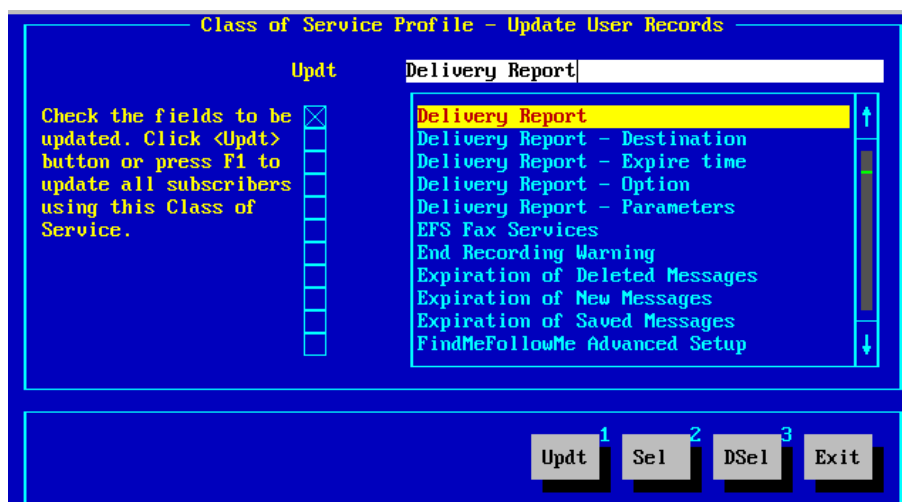 Class of Service Profile - Update User Records
Updt
Delivery Report
Check the fields to be
updated. Click <Updt>
button or press F1 to
update all subscribers
using this Class of
Service.
Delivery Report
Delivery Report - Destination
Delivery Report - Expire time
Delivery Report - Option
Delivery Report - Parameters
EFS Fax Services
End Recording Warning
Expiration of Deleted Messages
Expiration of New Messages
Expiration of Saved Messages
FindMeFollowMe Advanced Setup
1 2 3
Updt Sel DSel Exit